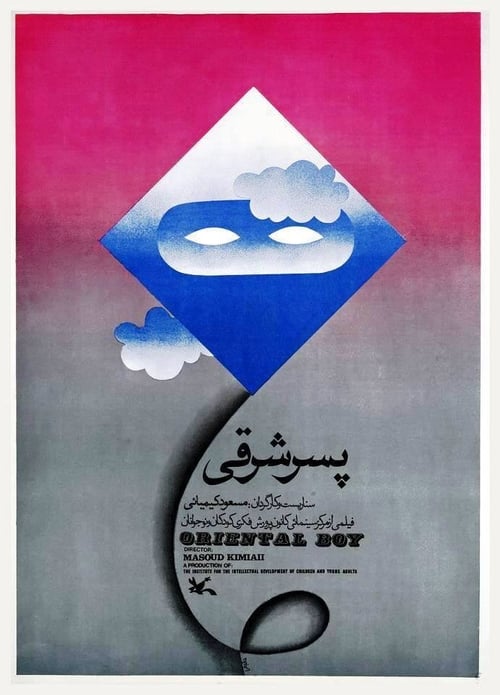 پسر شرقی
سناریست و کارگردان: مسعود کیمیائی
فیلمی از مرکز سینمائی کانون پرورش فکری کودکان و نوجوانان
ORIENTAL BOY
DIRECTOR:
MASOUD KIMIAII
A PRODUCTION OF:
THE INSTITUTE FOR THE INTELLECTUAL DEVELOPMENT OF CHILDREN AND YOUNG ADULTS